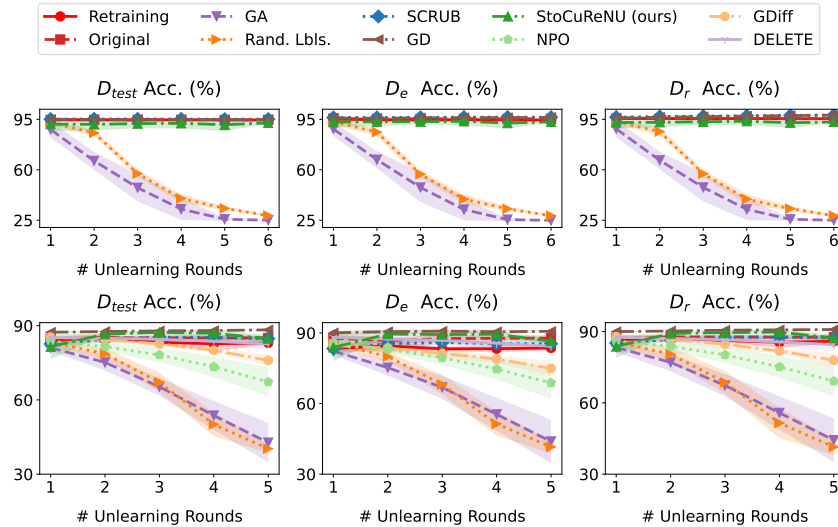 Retraining GA SCRUB StoCuReNU (ours) GDiff
Original Rand. Lbls. GD NPO DELETE
D_test Acc. (%) D_e Acc. (%) D_r Acc. (%)
95 95 95
60 60 60
25 25 25
1 2 3 4 5 6 1 2 3 4 5 6 1 2 3 4 5 6
# Unlearning Rounds # Unlearning Rounds # Unlearning Rounds
D_test Acc. (%) D_e Acc. (%) D_r Acc. (%)
90 90 90
60 60 60
30 30 30
1 2 3 4 5 1 2 3 4 5 1 2 3 4 5
# Unlearning Rounds # Unlearning Rounds # Unlearning Rounds